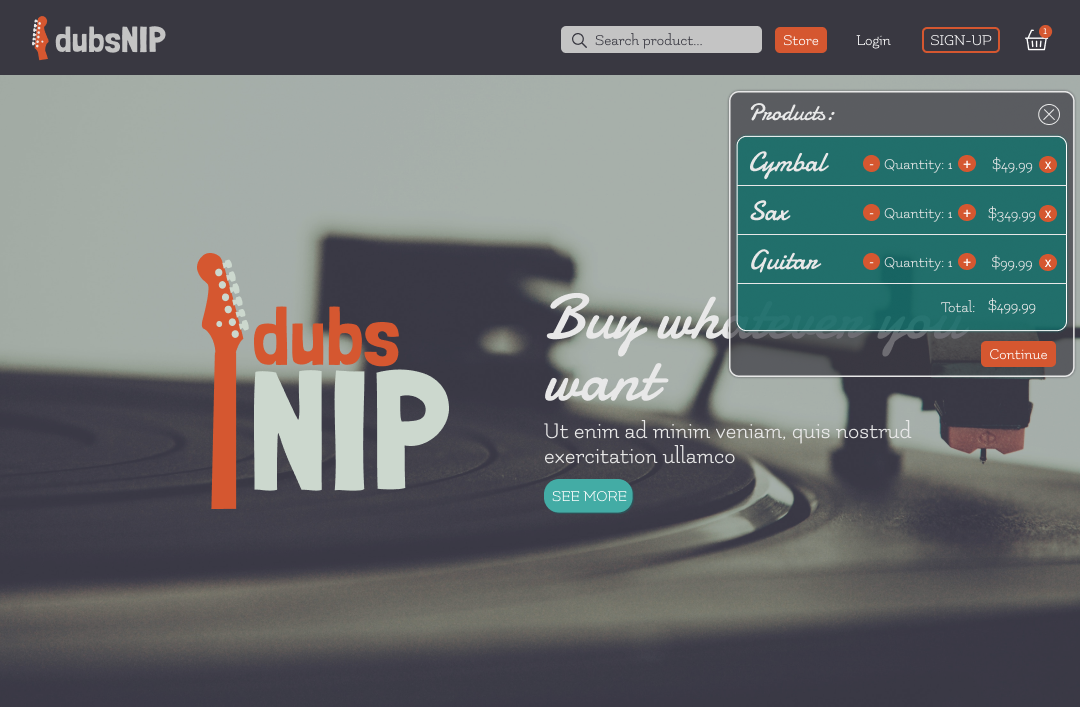 dubsNIP
Search product...
Store
Login
SIGN-UP
1
Products:
Cymbal - Quantity: 1 + $49.99 x
Sax - Quantity: 1 + $349.99 x
Guitar - Quantity: 1 + $99.99 x
Total: $499.99
Continue
dubs
NIP
Buy whatever you
want
Ut enim ad minim veniam, quis nostrud
exercitation ullamco
SEE MORE